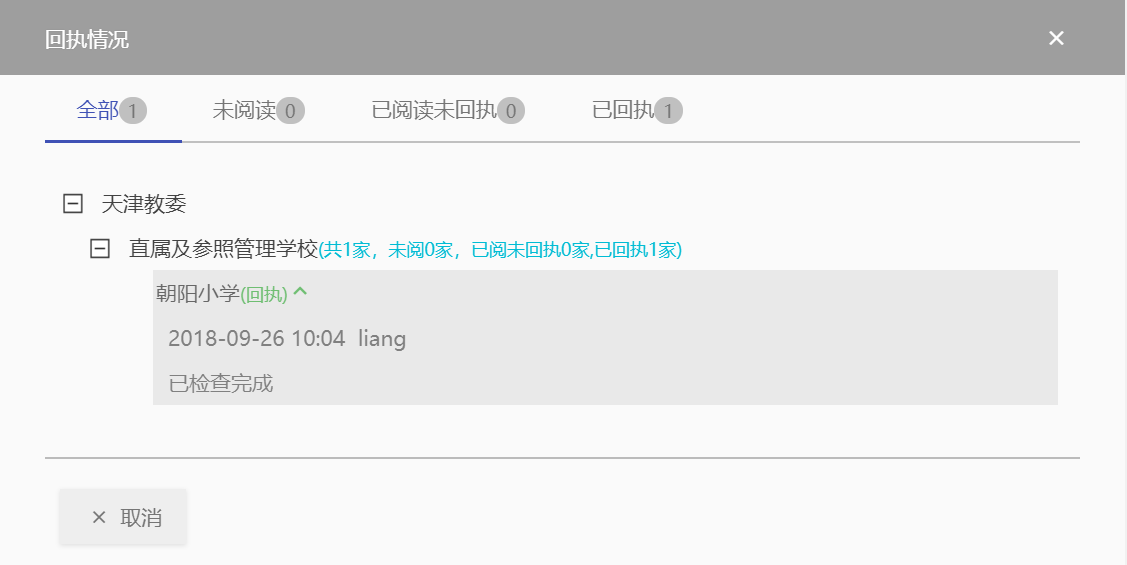 回执情况
全部 1 未阅读 0 已阅读未回执 0 已回执 1
天津教委
直属及参照管理学校(共1家，未阅0家，已阅未回执0家,已回执1家)
朝阳小学(回执)
2018-09-26 10:04 liang
已检查完成
取消